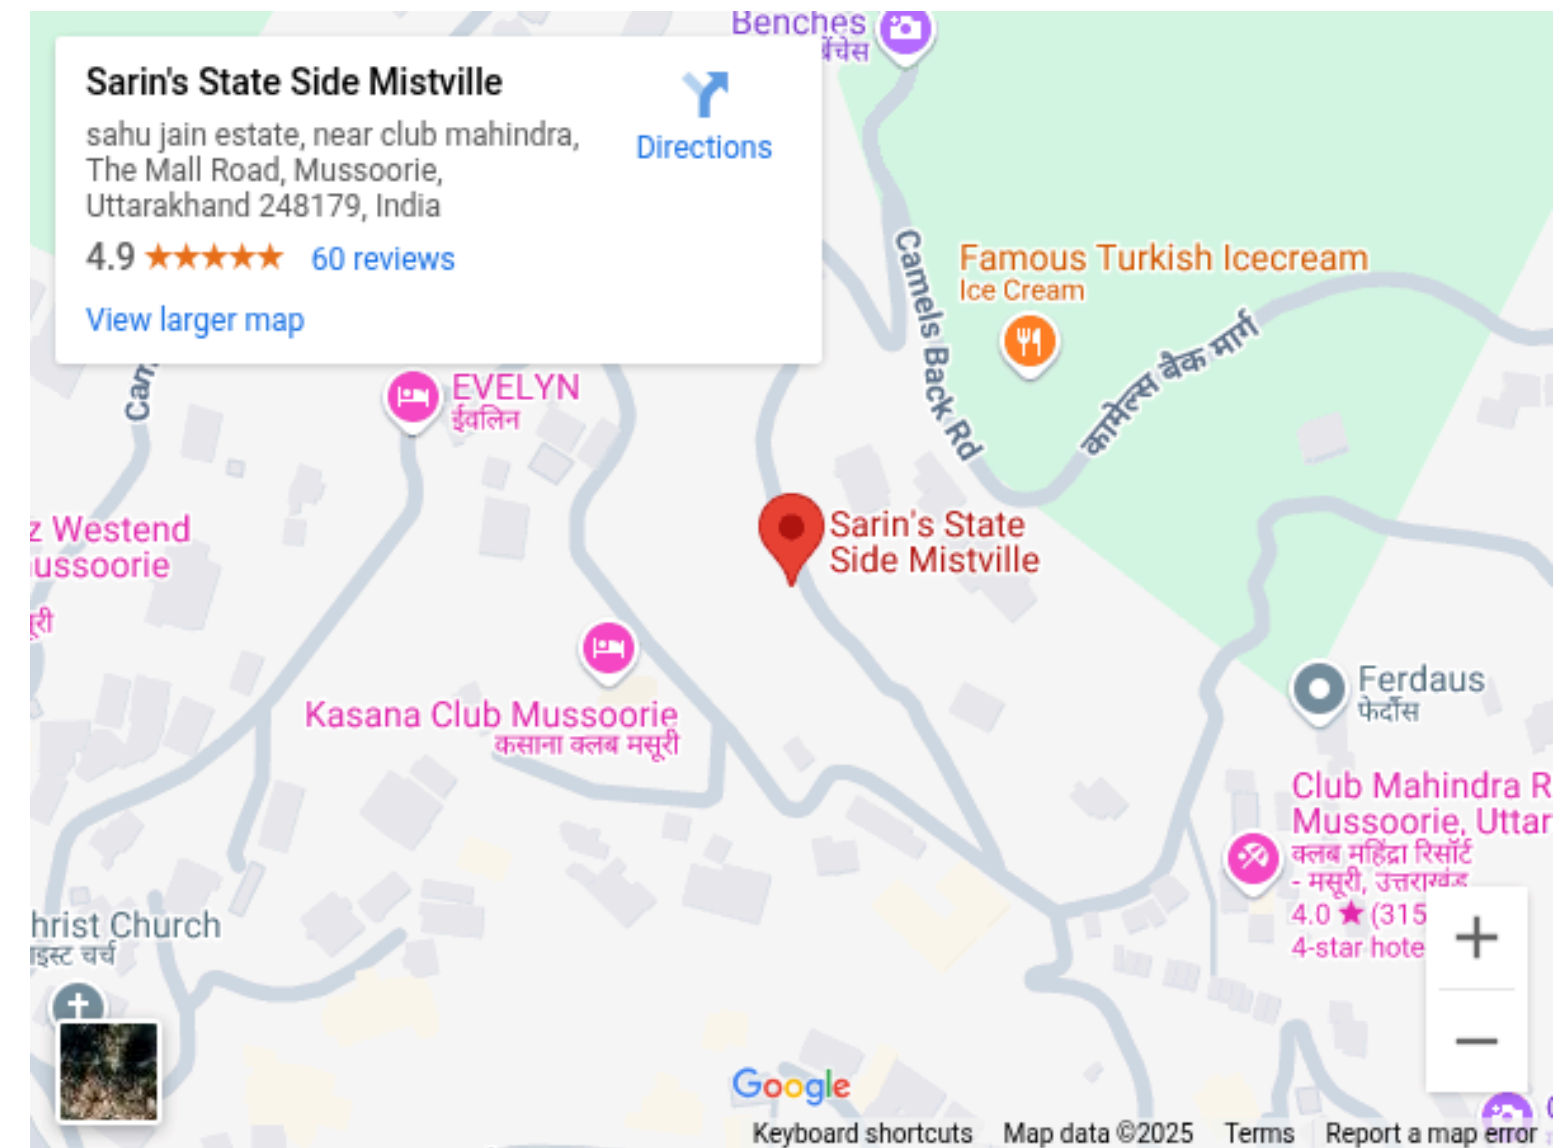 Benches
बेंचेस
Sarin's State Side Mistville
sahu jain estate, near club mahindra,
The Mall Road, Mussoorie,
Uttarakhand 248179, India
4.9 ★★★★★ 60 reviews
Directions
View larger map
Camels Back Rd
कामेल्स बैक मार्ग
Famous Turkish Icecream
Ice Cream
Cam
EVELYN
ईवलिन
z Westend
ussoorie
Sarin's State
Side Mistville
Kasana Club Mussoorie
कसाना क्लब मसूरी
Ferdaus
फेर्दौस
Club Mahindra R
Mussoorie, Uttar
क्लब महिंद्रा रिसॉर्ट
- मसूरी, उत्तराखंड
4.0 ★ (315
4-star hote
hrist Church
इस्ट चर्च
+
−
Google
Keyboard shortcuts
Map data ©2025
Terms
Report a map error